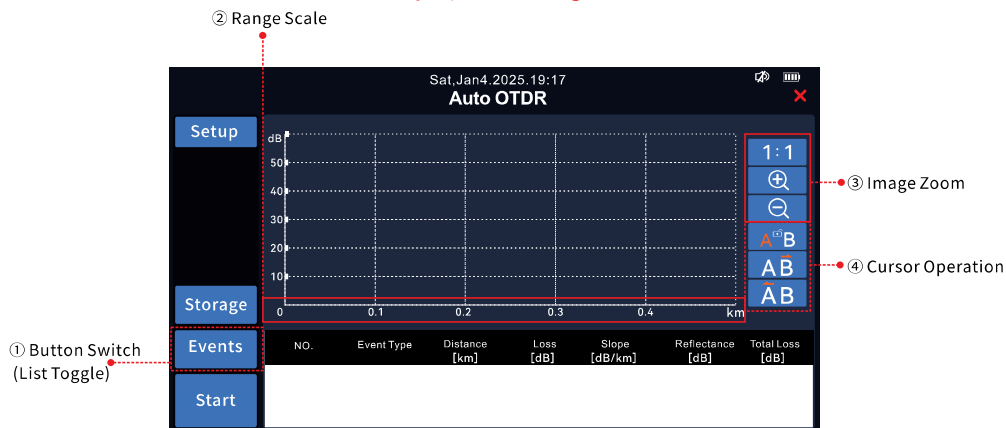 ② Range Scale
Sat,Jan4.2025.19:17
Auto OTDR
Setup
dB
50
40
30
20
10
0 0.1 0.2 0.3 0.4 km
1:1
A B
A B
A B
③ Image Zoom
④ Cursor Operation
Storage
① Button Switch
(List Toggle)
Events
Start
NO. Event Type Distance Loss Slope Reflectance Total Loss
[km] [dB] [dB/km] [dB] [dB]